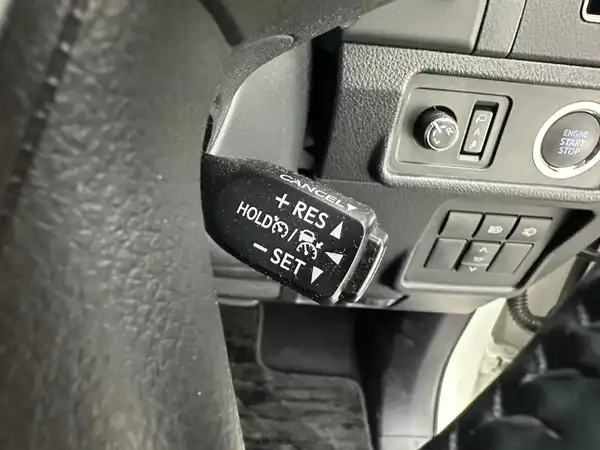 CANCEL
+ RES
HOLD /
− SET
ENGINE
START
STOP
A